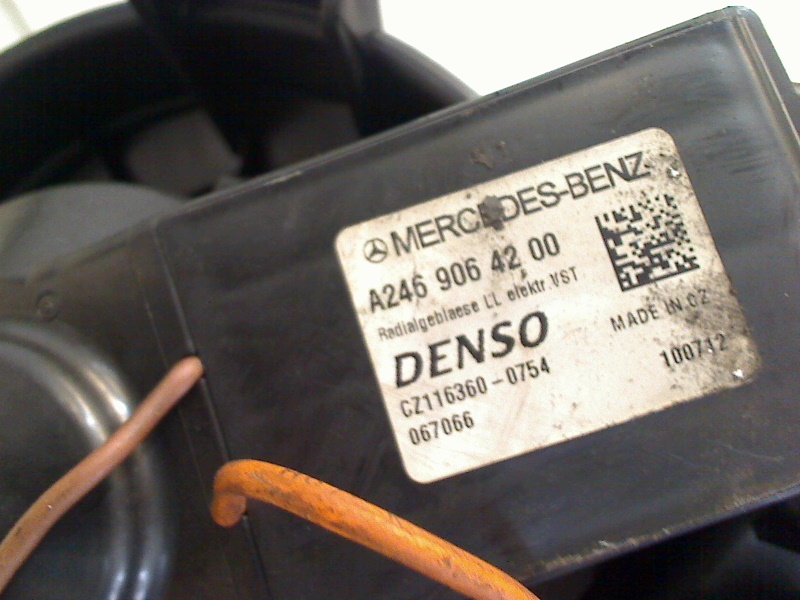 MERCEDES-BENZ
A246 906 42 00
Radialgeblaese LL elektr.VST
DENSO
MADE IN CZ
CZ116360-0754
100712
067066